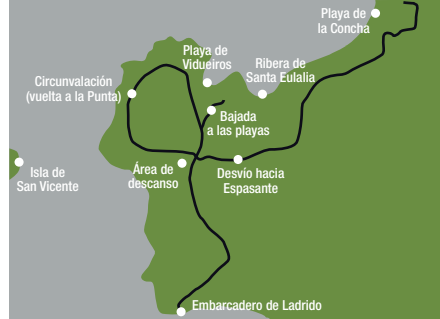 Playa de
la Concha
Playa de
Vidueiros
Ribera de
Santa Eulalia
Circunvalación
(vuelta a la Punta)
Bajada
a las playas
Isla de
San Vicente
Área de
descanso
Desvío hacia
Espasante
Embarcadero de Ladrido